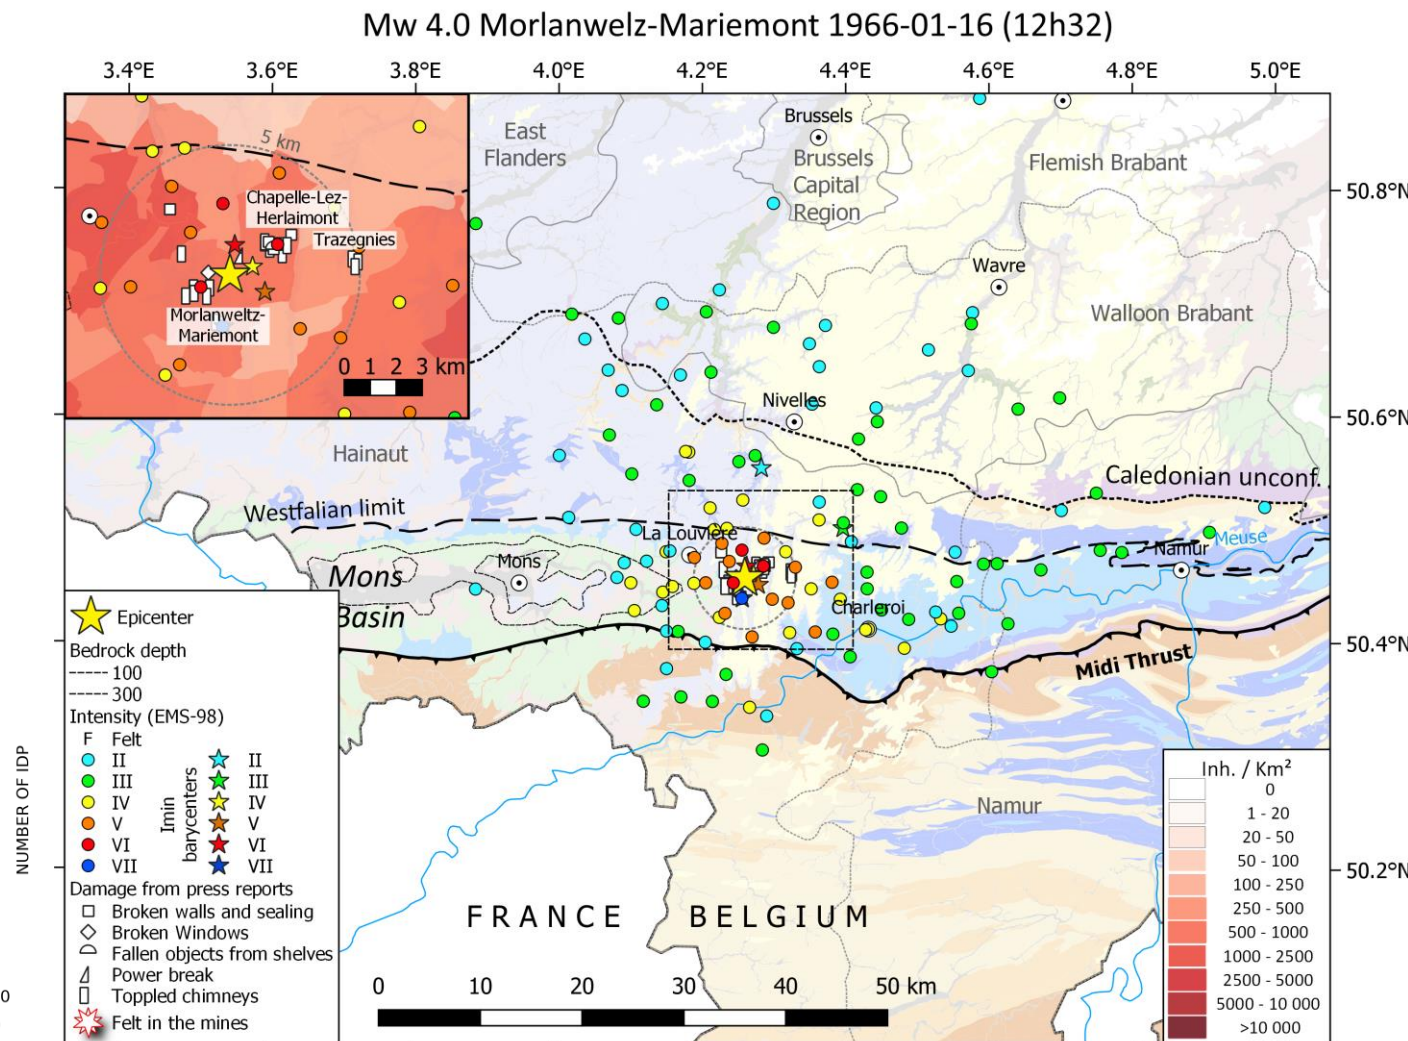 Mw 4.0 Morlanwelz-Mariemont 1966-01-16 (12h32)
3.4°E 3.6°E 3.8°E 4.0°E 4.2°E 4.4°E 4.6°E 4.8°E 5.0°E
5 km
Chapelle-Lez-
Herlaimont
Trazegnies
Morlanweltz-
Mariemont
0 1 2 3 km
East
Flanders
Brussels
Brussels
Capital
Region
Flemish Brabant
50.8°N
Wavre
Walloon Brabant
Nivelles
50.6°N
Hainaut
Caledonian unconf.
Westfalian limit
La Louvière
Mons
Mons
Basin
Namur
Meuse
Charleroi
50.4°N
Midi Thrust
50.2°N
Namur
FRANCE BELGIUM
0 10 20 30 40 50 km
NUMBER OF IDP
0
Epicenter
Bedrock depth
100
300
Intensity (EMS-98)
F Felt
II II
III III
IV IV
V V
VI VI
VII VII
Imin
barycenters
Damage from press reports
Broken walls and sealing
Broken Windows
Fallen objects from shelves
Power break
Toppled chimneys
Felt in the mines
Inh. / Km²
0
1 - 20
20 - 50
50 - 100
100 - 250
250 - 500
500 - 1000
1000 - 2500
2500 - 5000
5000 - 10 000
>10 000